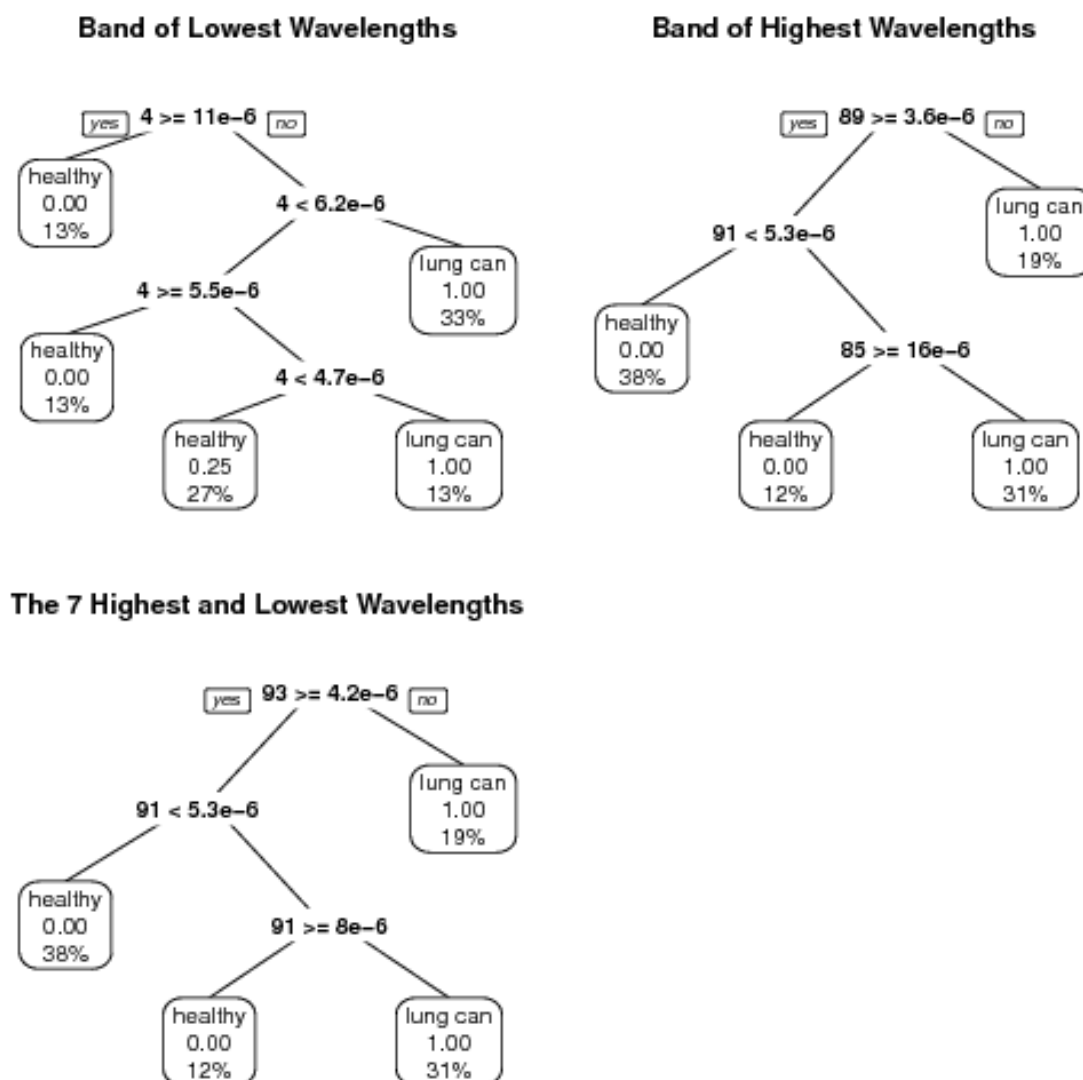 Band of Lowest Wavelengths
yes 4 >= 11e−6 no
healthy
0.00
13%
4 < 6.2e−6
lung can
1.00
33%
4 >= 5.5e−6
healthy
0.00
13%
4 < 4.7e−6
healthy
0.25
27%
lung can
1.00
13%
Band of Highest Wavelengths
yes 89 >= 3.6e−6 no
lung can
1.00
19%
91 < 5.3e−6
healthy
0.00
38%
85 >= 16e−6
healthy
0.00
12%
lung can
1.00
31%
The 7 Highest and Lowest Wavelengths
yes 93 >= 4.2e−6 no
lung can
1.00
19%
91 < 5.3e−6
healthy
0.00
38%
91 >= 8e−6
healthy
0.00
12%
lung can
1.00
31%